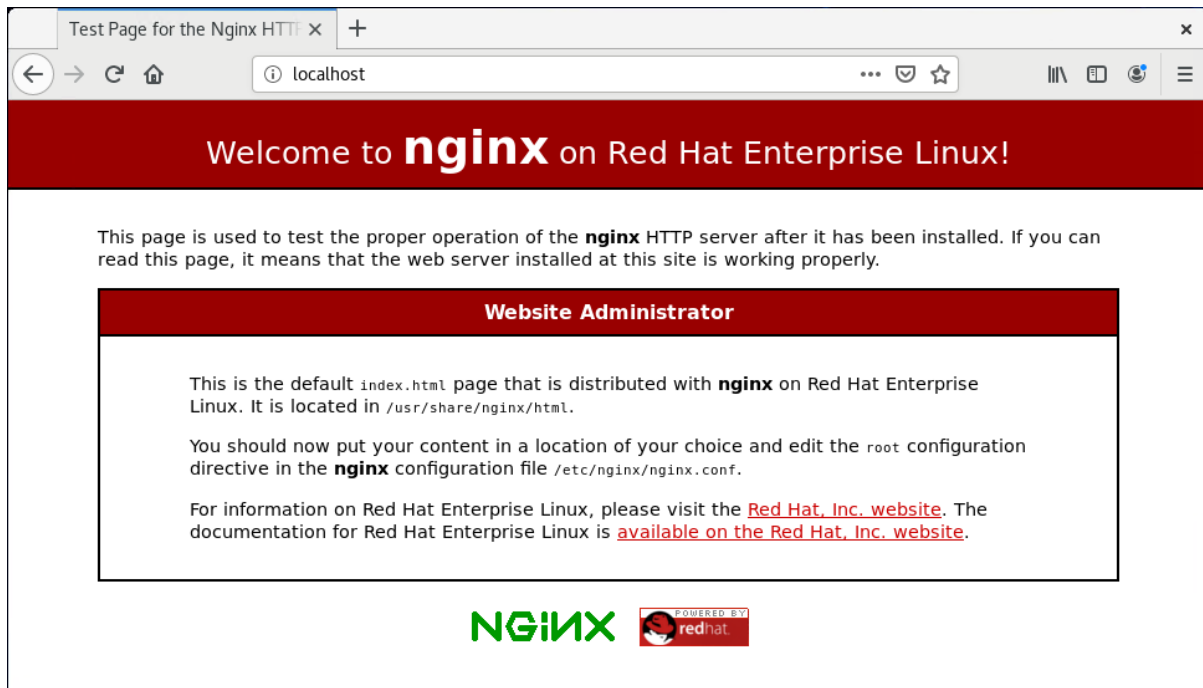 Test Page for the Nginx HTTP
localhost
Welcome to nginx on Red Hat Enterprise Linux!
This page is used to test the proper operation of the nginx HTTP server after it has been installed. If you can
read this page, it means that the web server installed at this site is working properly.
Website Administrator
This is the default index.html page that is distributed with nginx on Red Hat Enterprise
Linux. It is located in /usr/share/nginx/html.
You should now put your content in a location of your choice and edit the root configuration
directive in the nginx configuration file /etc/nginx/nginx.conf.
For information on Red Hat Enterprise Linux, please visit the Red Hat, Inc. website. The
documentation for Red Hat Enterprise Linux is available on the Red Hat, Inc. website.
NGiNX
POWERED BY
redhat.